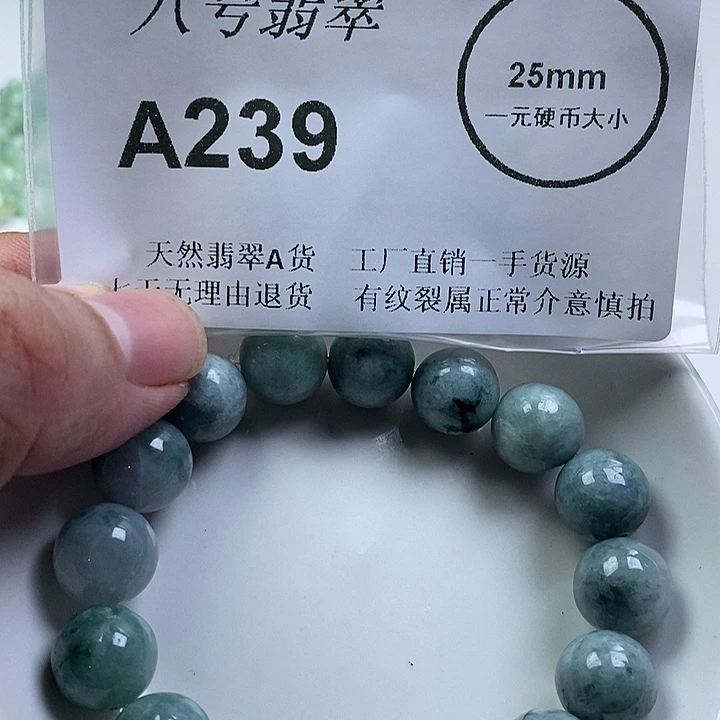 八号翡翠
25mm
一元硬币大小
A239
天然翡翠A货 工厂直销一手货源
七天无理由退货 有纹裂属正常介意慎拍